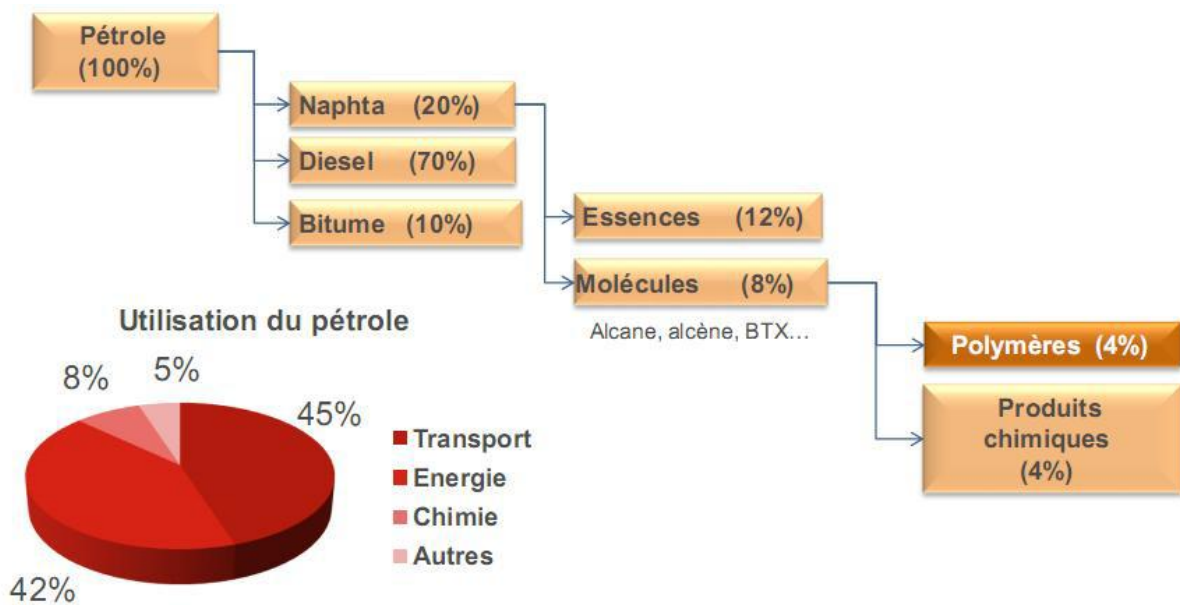 Pétrole
(100%)
Naphta (20%)
Diesel (70%)
Bitume (10%)
Essences (12%)
Molécules (8%)
Alcane, alcène, BTX...
Polymères (4%)
Produits
chimiques
(4%)
Utilisation du pétrole
5%
8%
45%
42%
Transport
Energie
Chimie
Autres